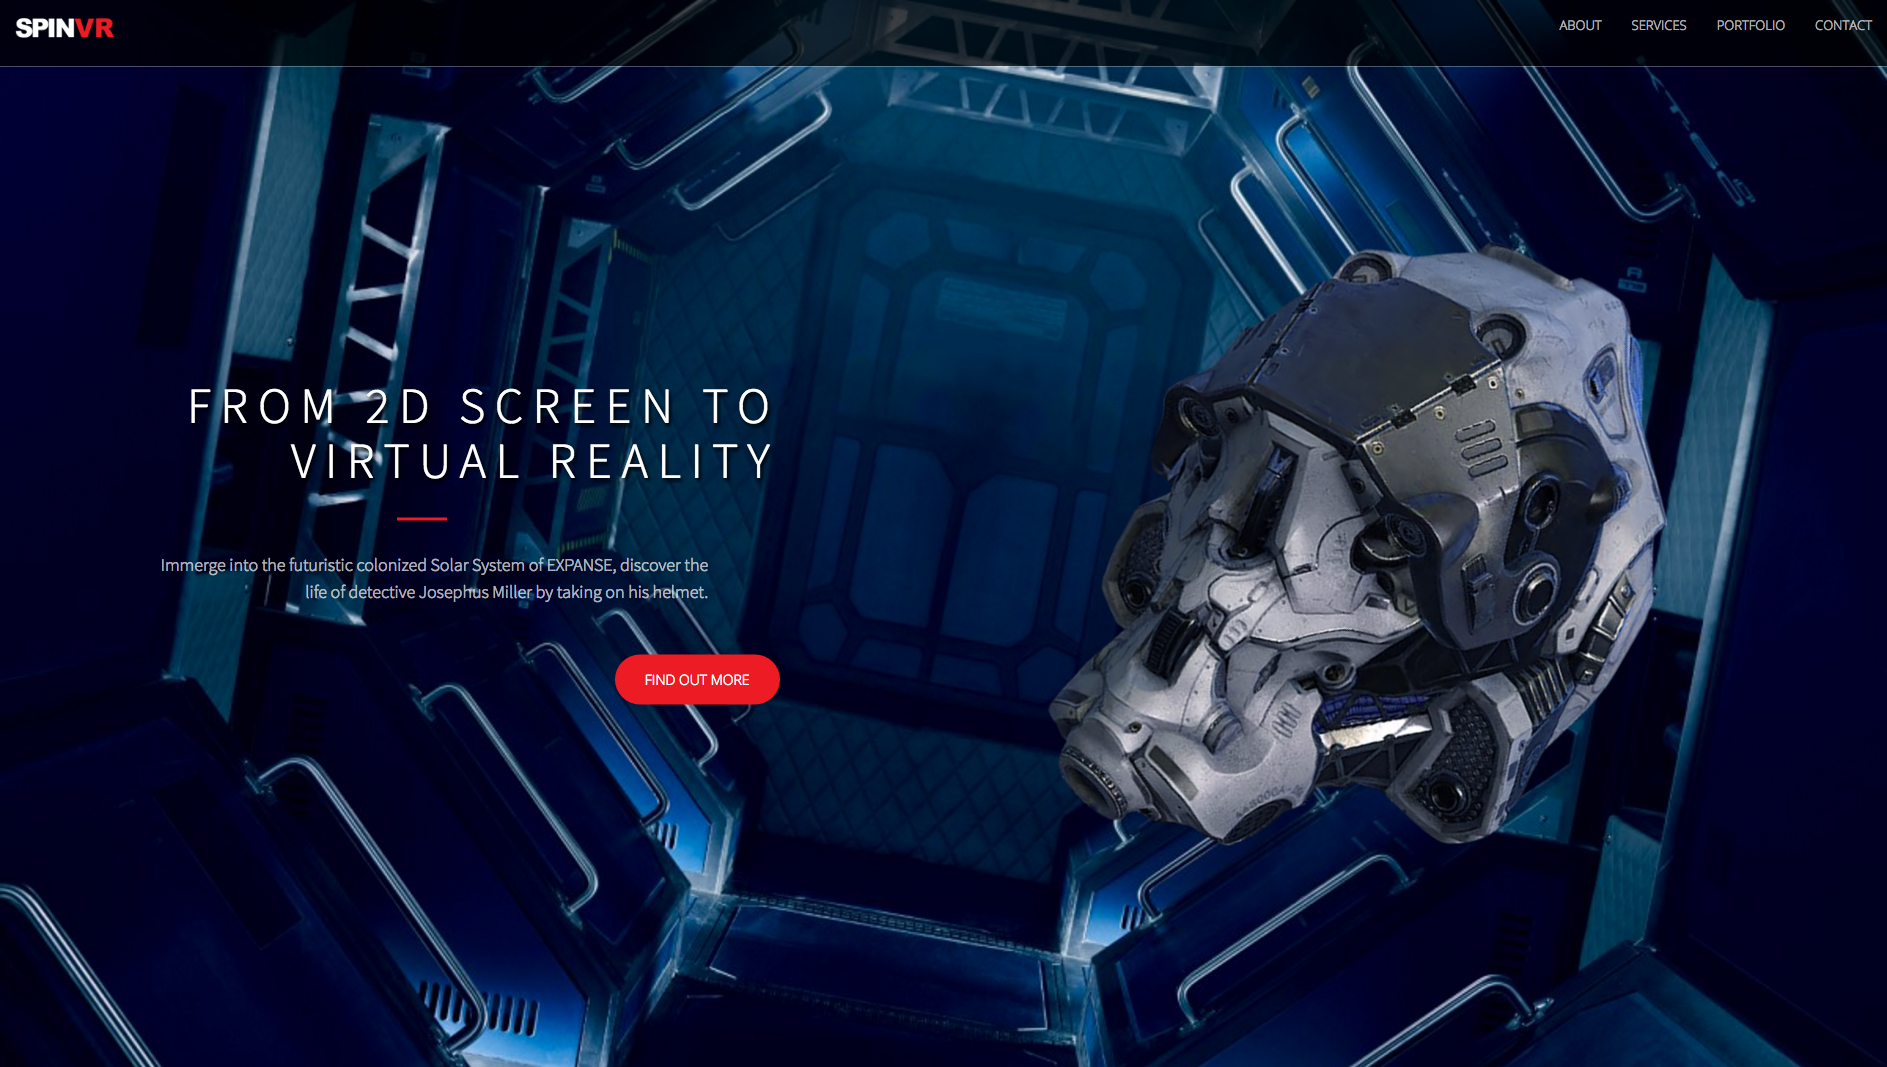 SPINVR
ABOUT SERVICES PORTFOLIO CONTACT
FROM 2D SCREEN TO
VIRTUAL REALITY
Immerge into the futuristic colonized Solar System of EXPANSE, discover the
life of detective Josephus Miller by taking on his helmet.
FIND OUT MORE